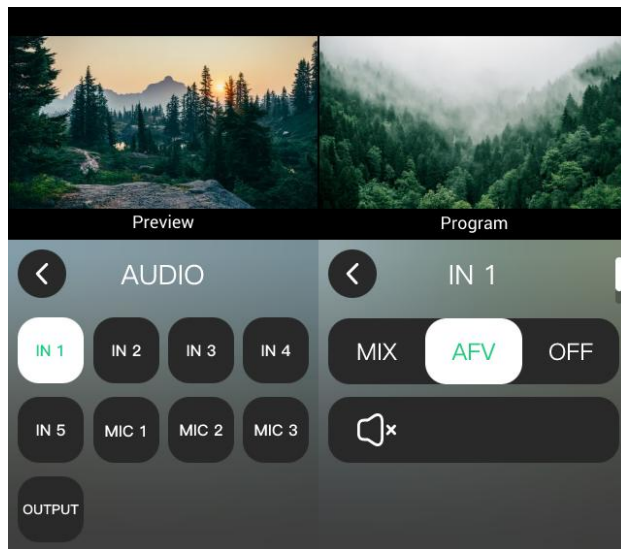 Preview
Program
AUDIO
IN 1
IN 2
IN 3
IN 4
IN 5
MIC 1
MIC 2
MIC 3
OUTPUT
IN 1
MIX
AFV
OFF